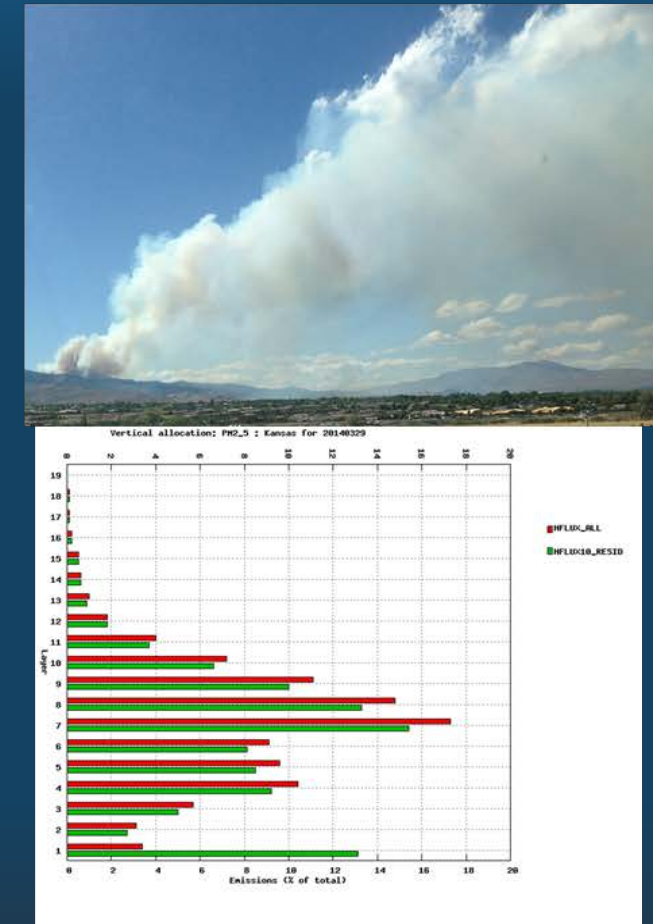 Vertical allocation: PM2_5 : Kansas for 20140329
0 2 4 6 8 10 12 14 16 18 20
19
18
17
16
15
14
13
12
11
10
9
8
7
6
5
4
3
2
1
Layer
HFLUX_ALL
HFLUX10_RESID
0 2 4 6 8 10 12 14 16 18 20
Emissions (% of total)